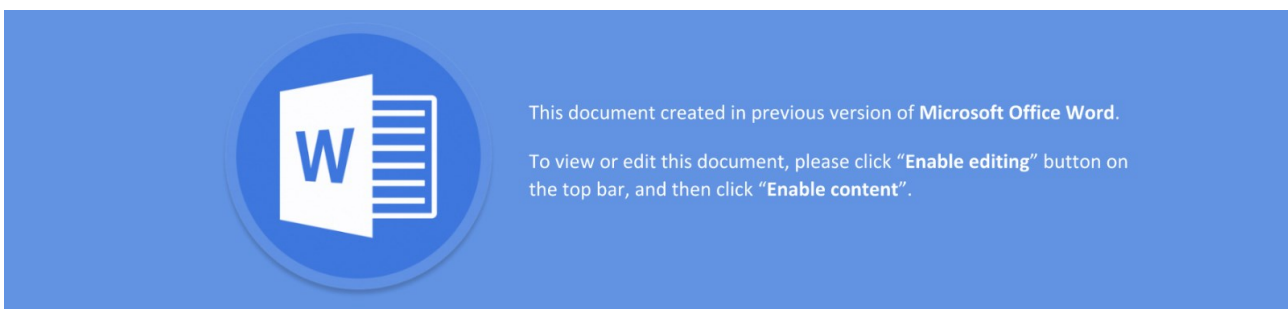 W
This document created in previous version of Microsoft Office Word.
To view or edit this document, please click “Enable editing” button on
the top bar, and then click “Enable content”.